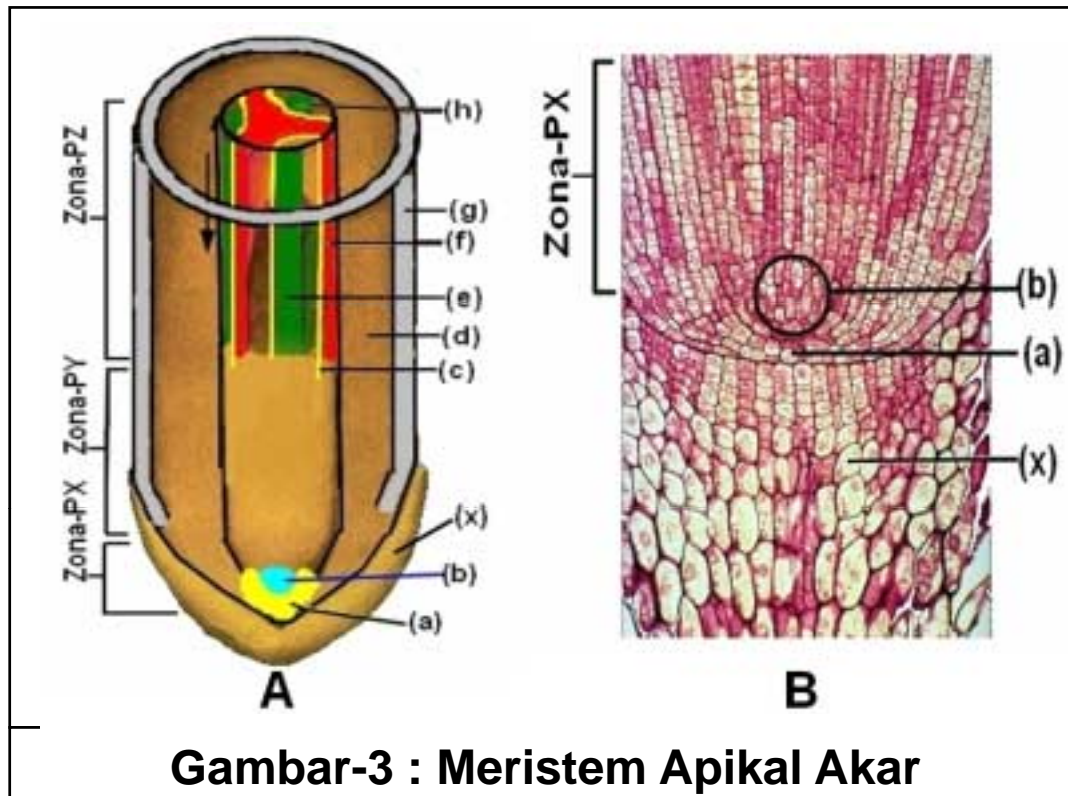 Zona-PZ
Zona-PY
Zona-PX
(h)
(g)
(f)
(e)
(d)
(c)
(x)
(b)
(a)
A
Zona-PX
(b)
(a)
(x)
B
Gambar-3 : Meristem Apikal Akar